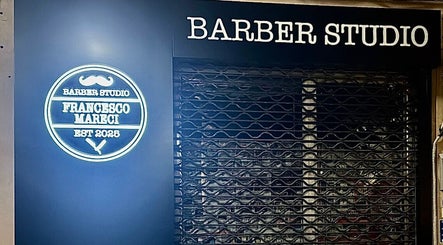 BARBER STUDIO
BARBER STUDIO
FRANCESCO
MARECI
EST 2025